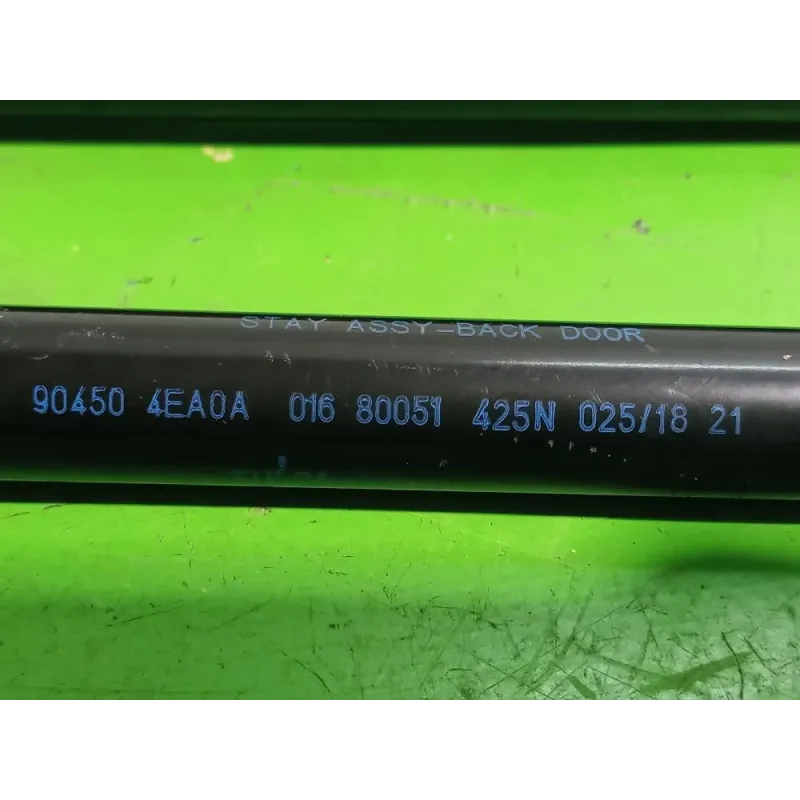 STAY ASSY-BACK DOOR
90450 4EA0A 016 80051 425N 025/18 21